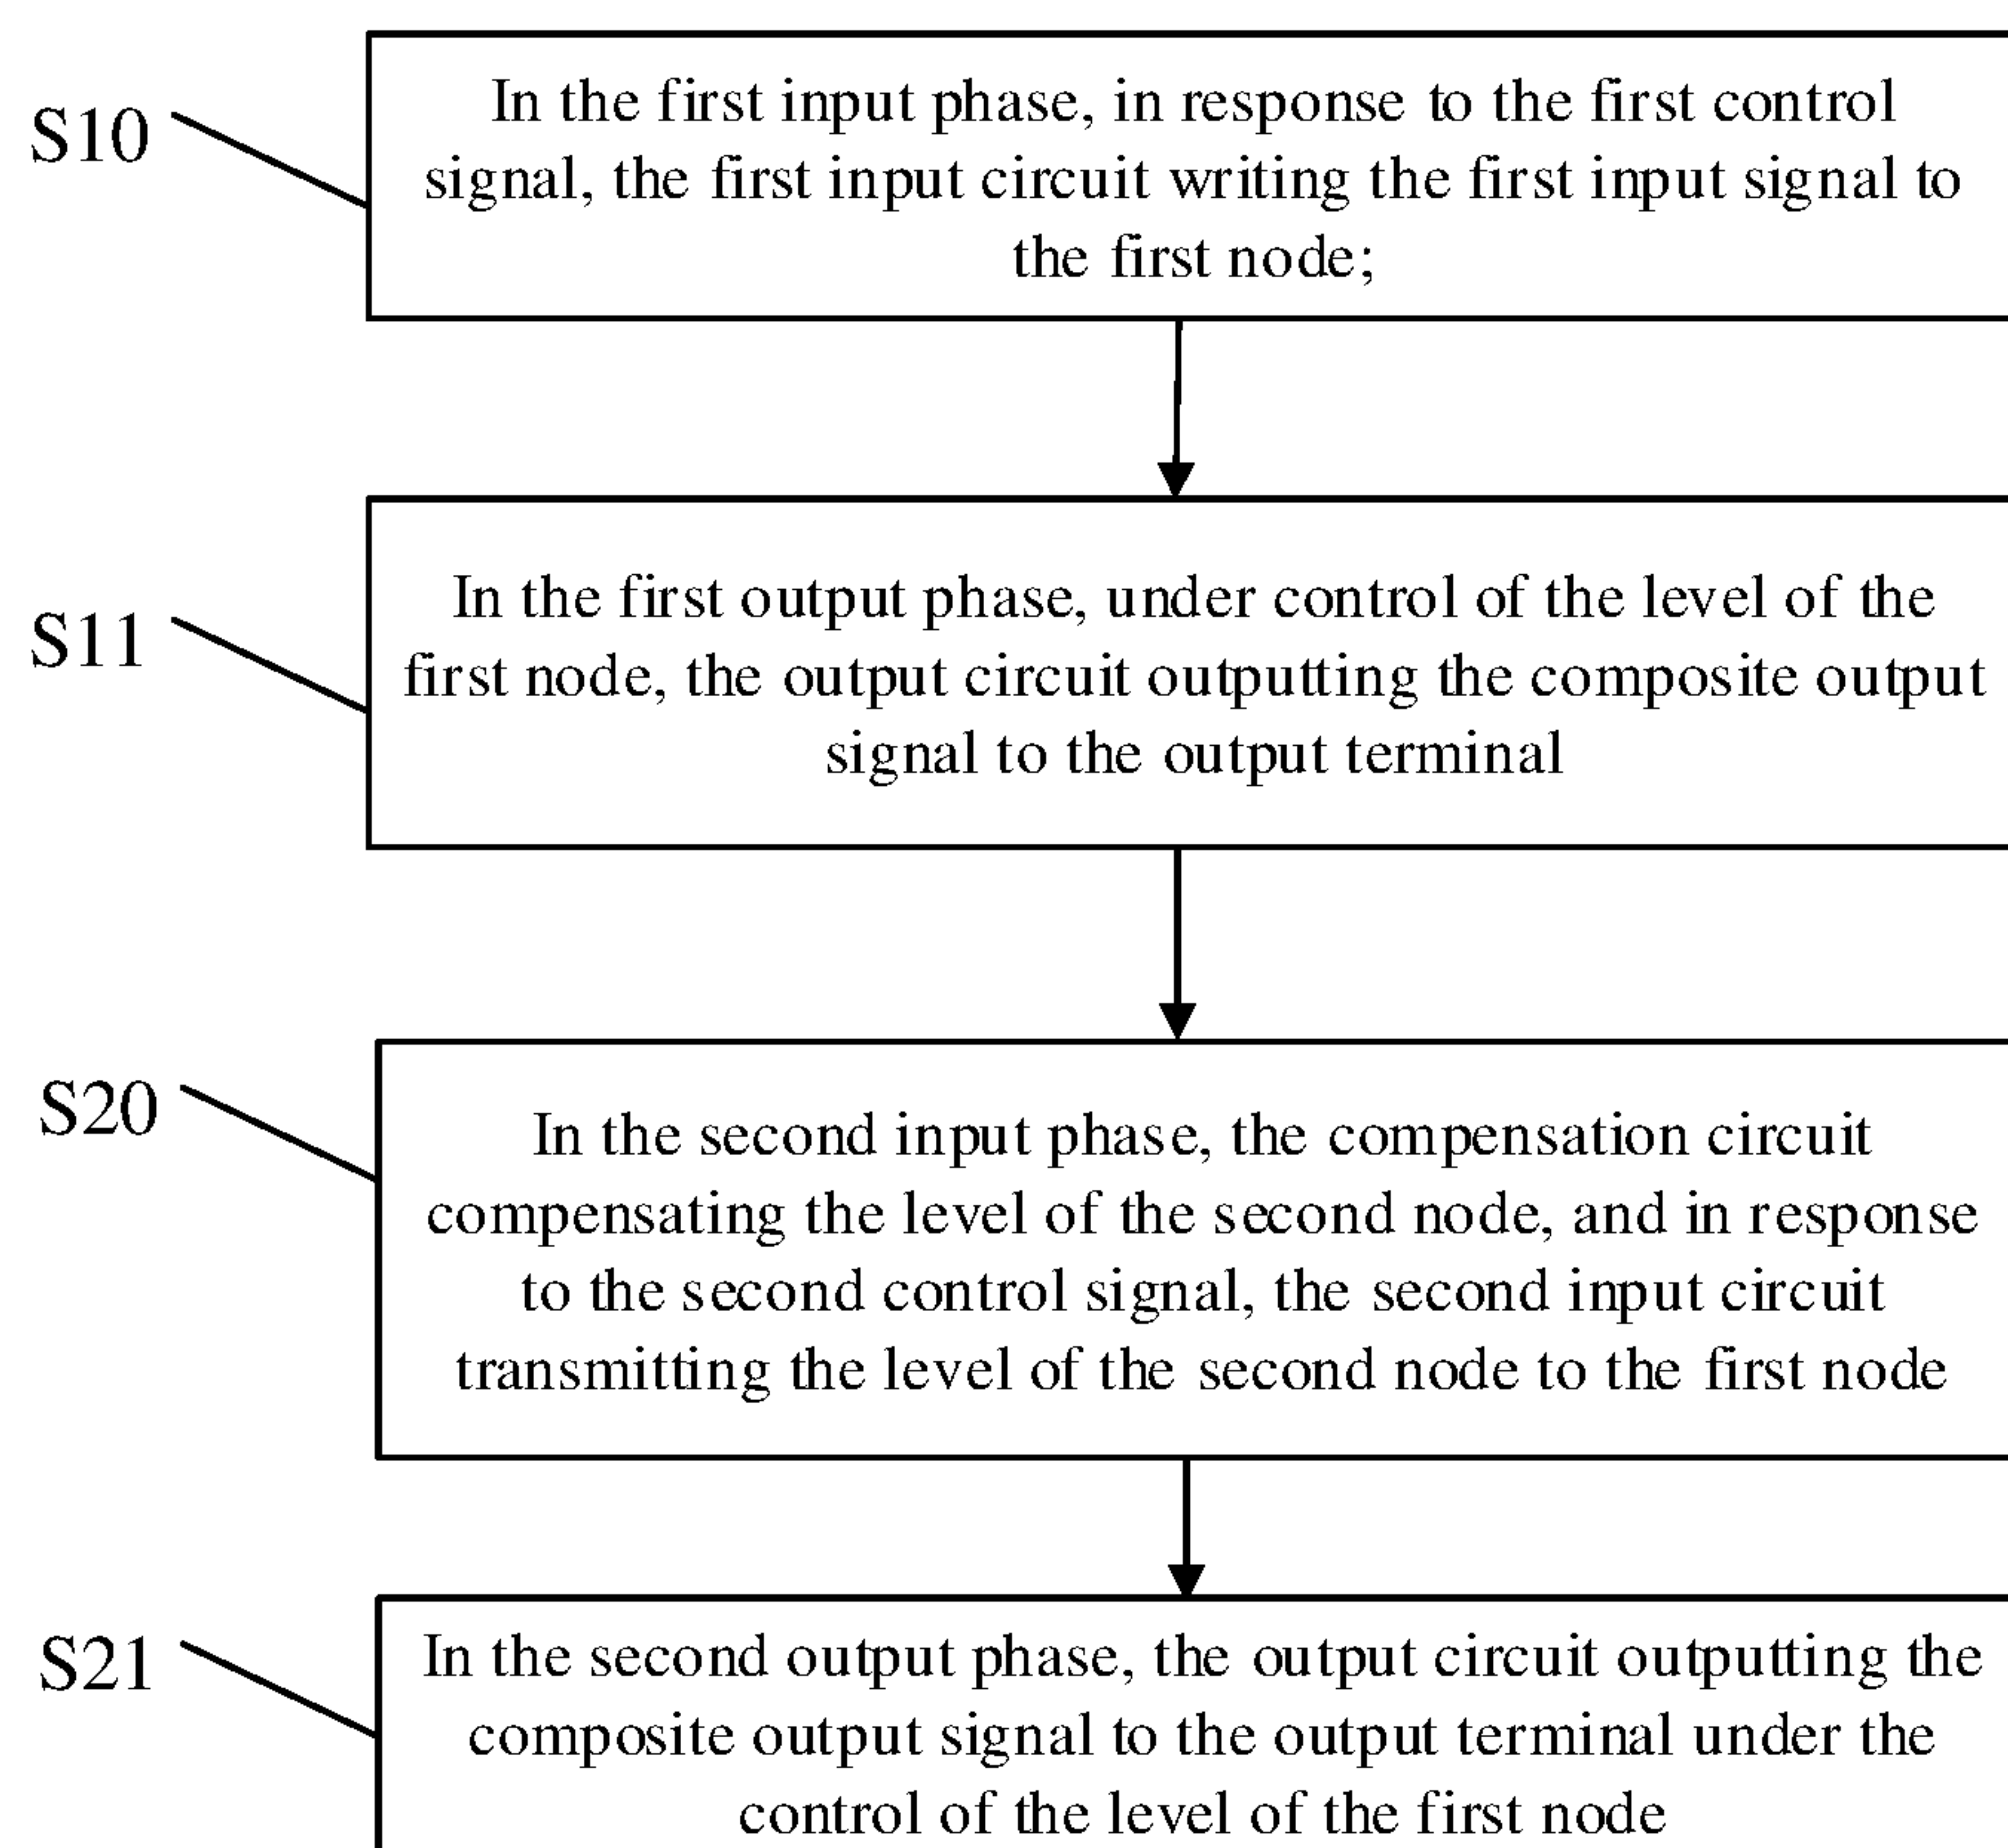 S10
In the first input phase, in response to the first control
signal, the first input circuit writing the first input signal to
the first node;
S11
In the first output phase, under control of the level of the
first node, the output circuit outputting the composite output
signal to the output terminal
S20
In the second input phase, the compensation circuit
compensating the level of the second node, and in response
to the second control signal, the second input circuit
transmitting the level of the second node to the first node
S21
In the second output phase, the output circuit outputting the
composite output signal to the output terminal under the
control of the level of the first node